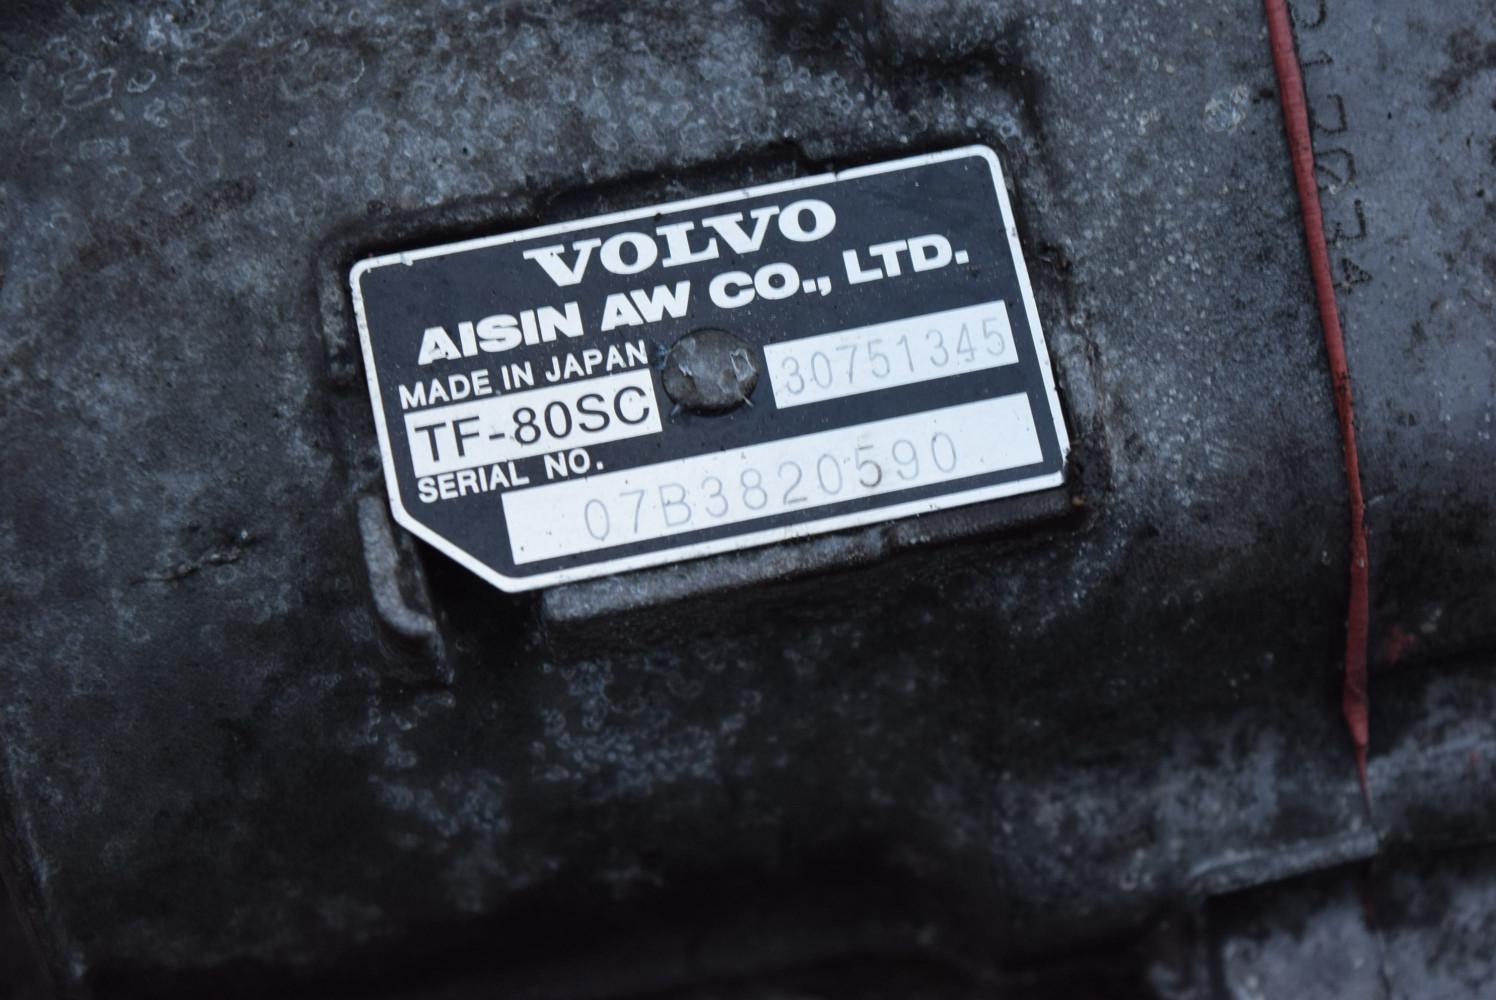 VOLVO
AISIN AW CO., LTD.
MADE IN JAPAN
TF-80SC
30751345
SERIAL NO.
07B3820590